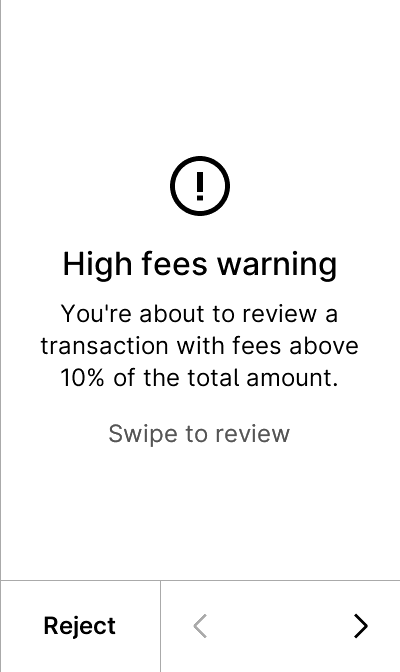 High fees warning
You're about to review a
transaction with fees above
10% of the total amount.
Swipe to review
Reject